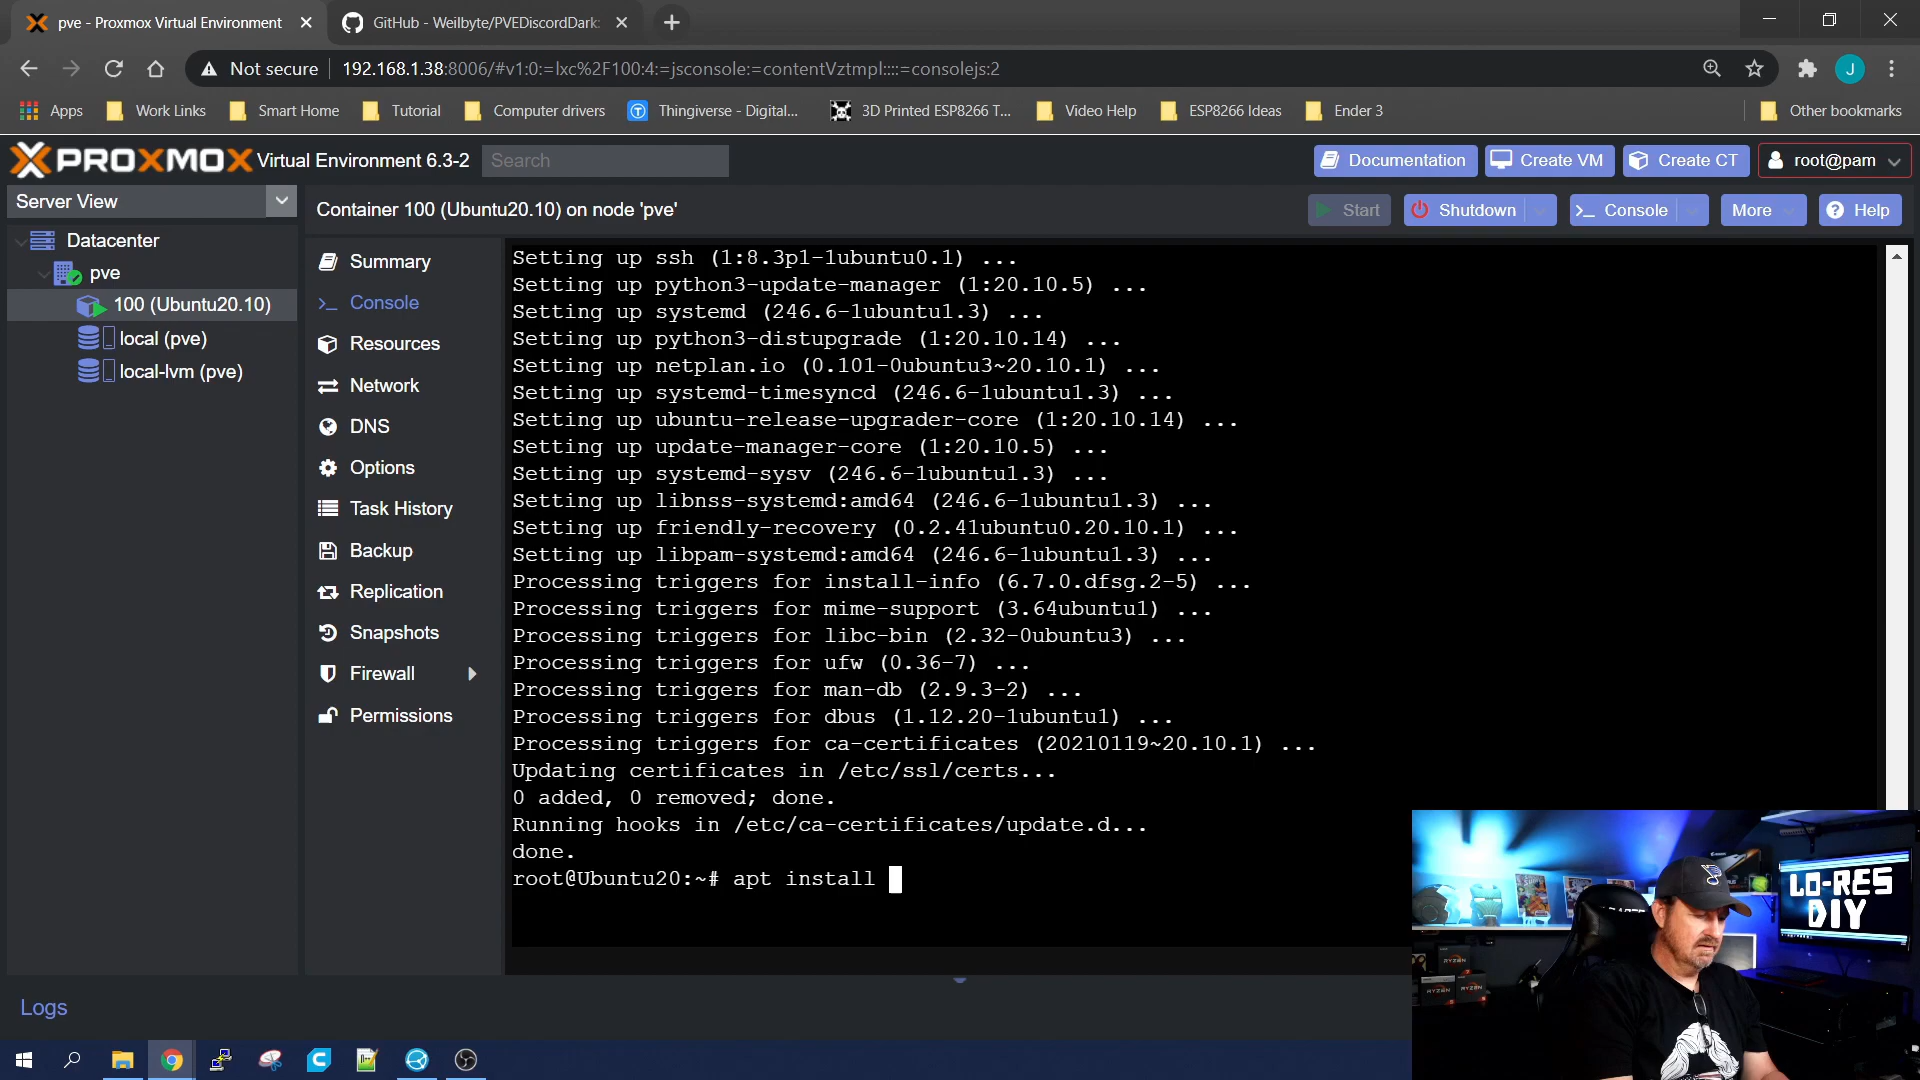 pve - Proxmox Virtual Environment
GitHub - Weilbyte/PVEDiscordDark:
Not secure
192.168.1.38:8006/#v1:0:=lxc%2F100:4:=jsconsole:=contentVztmpl::::=consolejs:2
J
Apps
Work Links
Smart Home
Tutorial
Computer drivers
Thingiverse - Digital...
3D Printed ESP8266 T...
Video Help
ESP8266 Ideas
Ender 3
Other bookmarks
PROXMOX Virtual Environment 6.3-2
Search
Documentation
Create VM
Create CT
root@pam
Server View
Container 100 (Ubuntu20.10) on node 'pve'
Start
Shutdown
Console
More
Help
Datacenter
pve
100 (Ubuntu20.10)
local (pve)
local-lvm (pve)
Summary
Console
Resources
Network
DNS
Options
Task History
Backup
Replication
Snapshots
Firewall
Permissions
Setting up ssh (1:8.3p1-1ubuntu0.1) ...
Setting up python3-update-manager (1:20.10.5) ...
Setting up systemd (246.6-1ubuntu1.3) ...
Setting up python3-distupgrade (1:20.10.14) ...
Setting up netplan.io (0.101-0ubuntu3~20.10.1) ...
Setting up systemd-timesyncd (246.6-1ubuntu1.3) ...
Setting up ubuntu-release-upgrader-core (1:20.10.14) ...
Setting up update-manager-core (1:20.10.5) ...
Setting up systemd-sysv (246.6-1ubuntu1.3) ...
Setting up libnss-systemd:amd64 (246.6-1ubuntu1.3) ...
Setting up friendly-recovery (0.2.41ubuntu0.20.10.1) ...
Setting up libpam-systemd:amd64 (246.6-1ubuntu1.3) ...
Processing triggers for install-info (6.7.0.dfsg.2-5) ...
Processing triggers for mime-support (3.64ubuntu1) ...
Processing triggers for libc-bin (2.32-0ubuntu3) ...
Processing triggers for ufw (0.36-7) ...
Processing triggers for man-db (2.9.3-2) ...
Processing triggers for dbus (1.12.20-1ubuntu1) ...
Processing triggers for ca-certificates (20210119~20.10.1) ...
Updating certificates in /etc/ssl/certs...
0 added, 0 removed; done.
Running hooks in /etc/ca-certificates/update.d...
done.
root@Ubuntu20:~# apt install
LO-RES
DIY
RYZEN
RYZEN
RYZEN
Logs